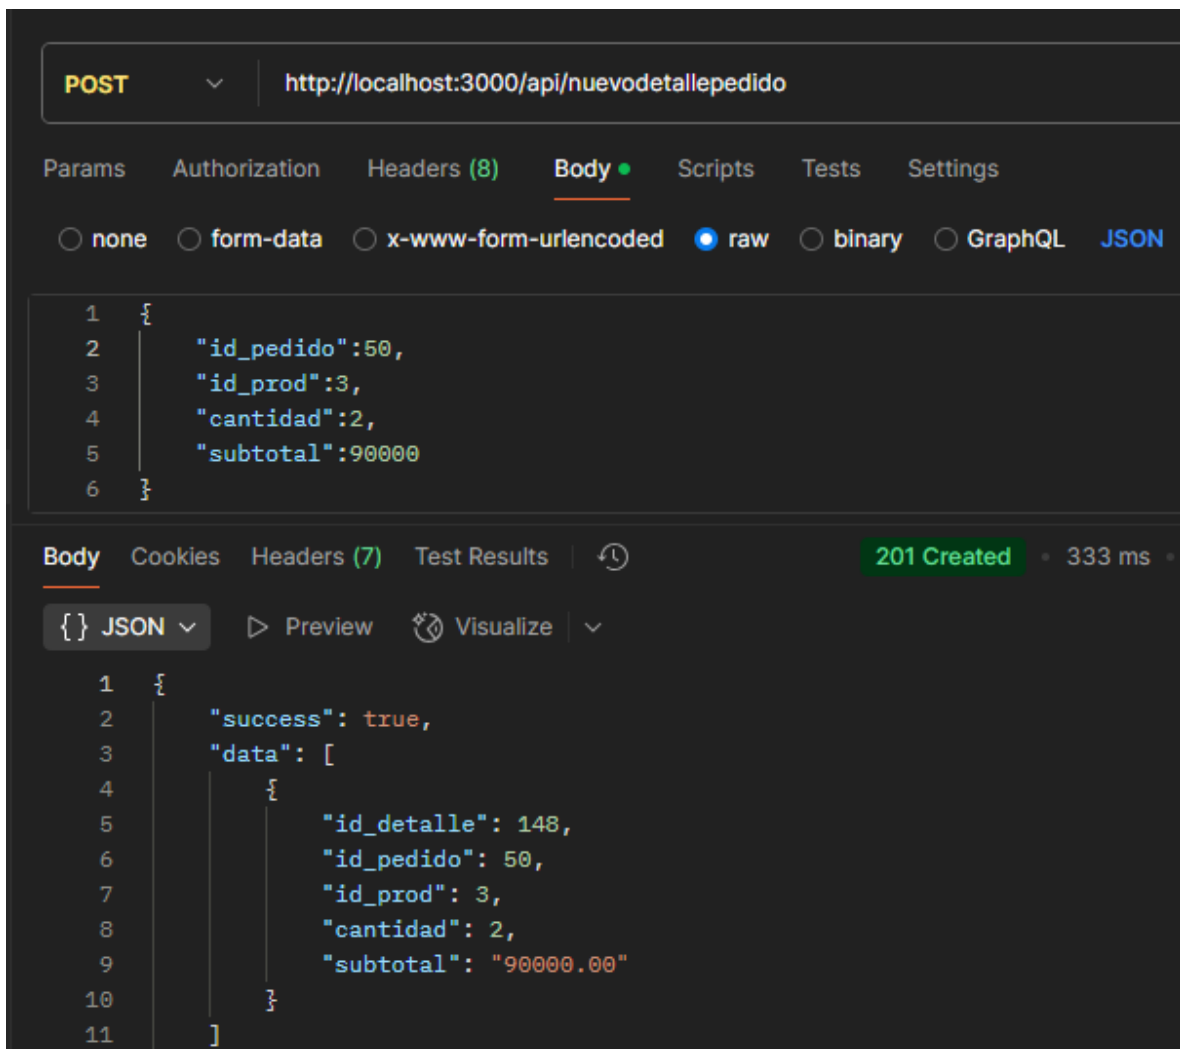 POST http://localhost:3000/api/nuevodetallepedido
Params Authorization Headers (8) Body Scripts Tests Settings
none form-data x-www-form-urlencoded raw binary GraphQL JSON
1 {
2 "id_pedido":50,
3 "id_prod":3,
4 "cantidad":2,
5 "subtotal":90000
6 }
Body Cookies Headers (7) Test Results 201 Created • 333 ms •
{} JSON Preview Visualize
1 {
2 "success": true,
3 "data": [
4 {
5 "id_detalle": 148,
6 "id_pedido": 50,
7 "id_prod": 3,
8 "cantidad": 2,
9 "subtotal": "90000.00"
10 }
11 ]